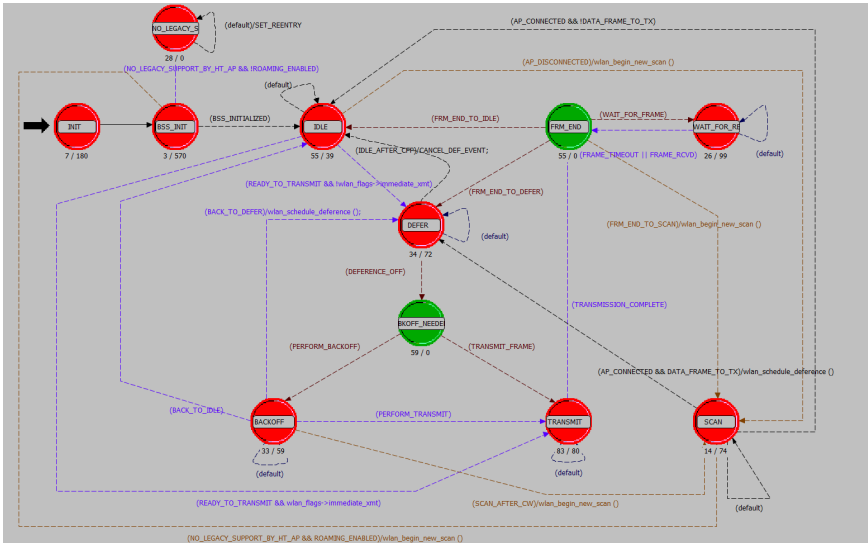 (AP_CONNECTED && !DATA_FRAME_TO_TX)
NO_LEGACY_S
(default)/SET_REENTRY
28 / 0
(AP_DISCONNECTED)/wlan_begin_new_scan ()
(NO_LEGACY_SUPPORT_BY_HT_AP && !ROAMING_ENABLED)
(default)
INIT
BSS_INIT
(BSS_INITIALIZED)
IDLE
(FRM_END_TO_IDLE)
FRM_END
(WAIT_FOR_FRAME)
WAIT_FOR_RE
7 / 180
3 / 570
55 / 39
55 / 0
(FRAME_TIMEOUT || FRAME_RCVD)
26 / 99
(default)
(IDLE_AFTER_CFP)/CANCEL_DEF_EVENT;
(READY_TO_TRANSMIT && !wlan_flags->immediate_xmt)
(FRM_END_TO_DEFER)
(BACK_TO_DEFER)/wlan_schedule_deference ();
DEFER
(default)
(FRM_END_TO_SCAN)/wlan_begin_new_scan ()
34 / 72
(DEFERENCE_OFF)
(TRANSMISSION_COMPLETE)
BKOFF_NEEDE
59 / 0
(PERFORM_BACKOFF)
(TRANSMIT_FRAME)
(AP_CONNECTED && DATA_FRAME_TO_TX)/wlan_schedule_deference ()
(BACK_TO_IDLE)
BACKOFF
(PERFORM_TRANSMIT)
TRANSMIT
SCAN
33 / 59
83 / 80
14 / 74
(default)
(default)
(READY_TO_TRANSMIT && wlan_flags->immediate_xmt)
(SCAN_AFTER_CW)/wlan_begin_new_scan ()
(default)
(NO_LEGACY_SUPPORT_BY_HT_AP && ROAMING_ENABLED)/wlan_begin_new_scan ()